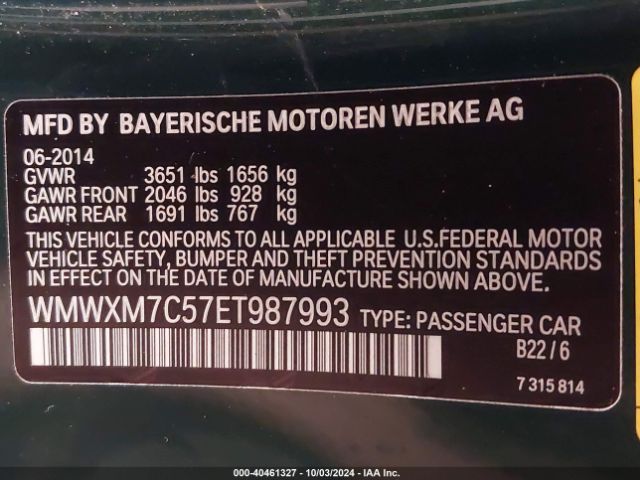 MFD BY BAYERISCHE MOTOREN WERKE AG
06-2014
GVWR 3651 lbs 1656 kg
GAWR FRONT 2046 lbs 928 kg
GAWR REAR 1691 lbs 767 kg
THIS VEHICLE CONFORMS TO ALL APPLICABLE U.S.FEDERAL MOTOR
VEHICLE SAFETY, BUMPER AND THEFT PREVENTION STANDARDS
IN EFFECT ON THE DATE OF MANUFACTURE SHOWN ABOVE.
WMWXM7C57ET987993 TYPE: PASSENGER CAR
B22/6
7 315 814
000-40461327 - 10/03/2024 - IAA Inc.